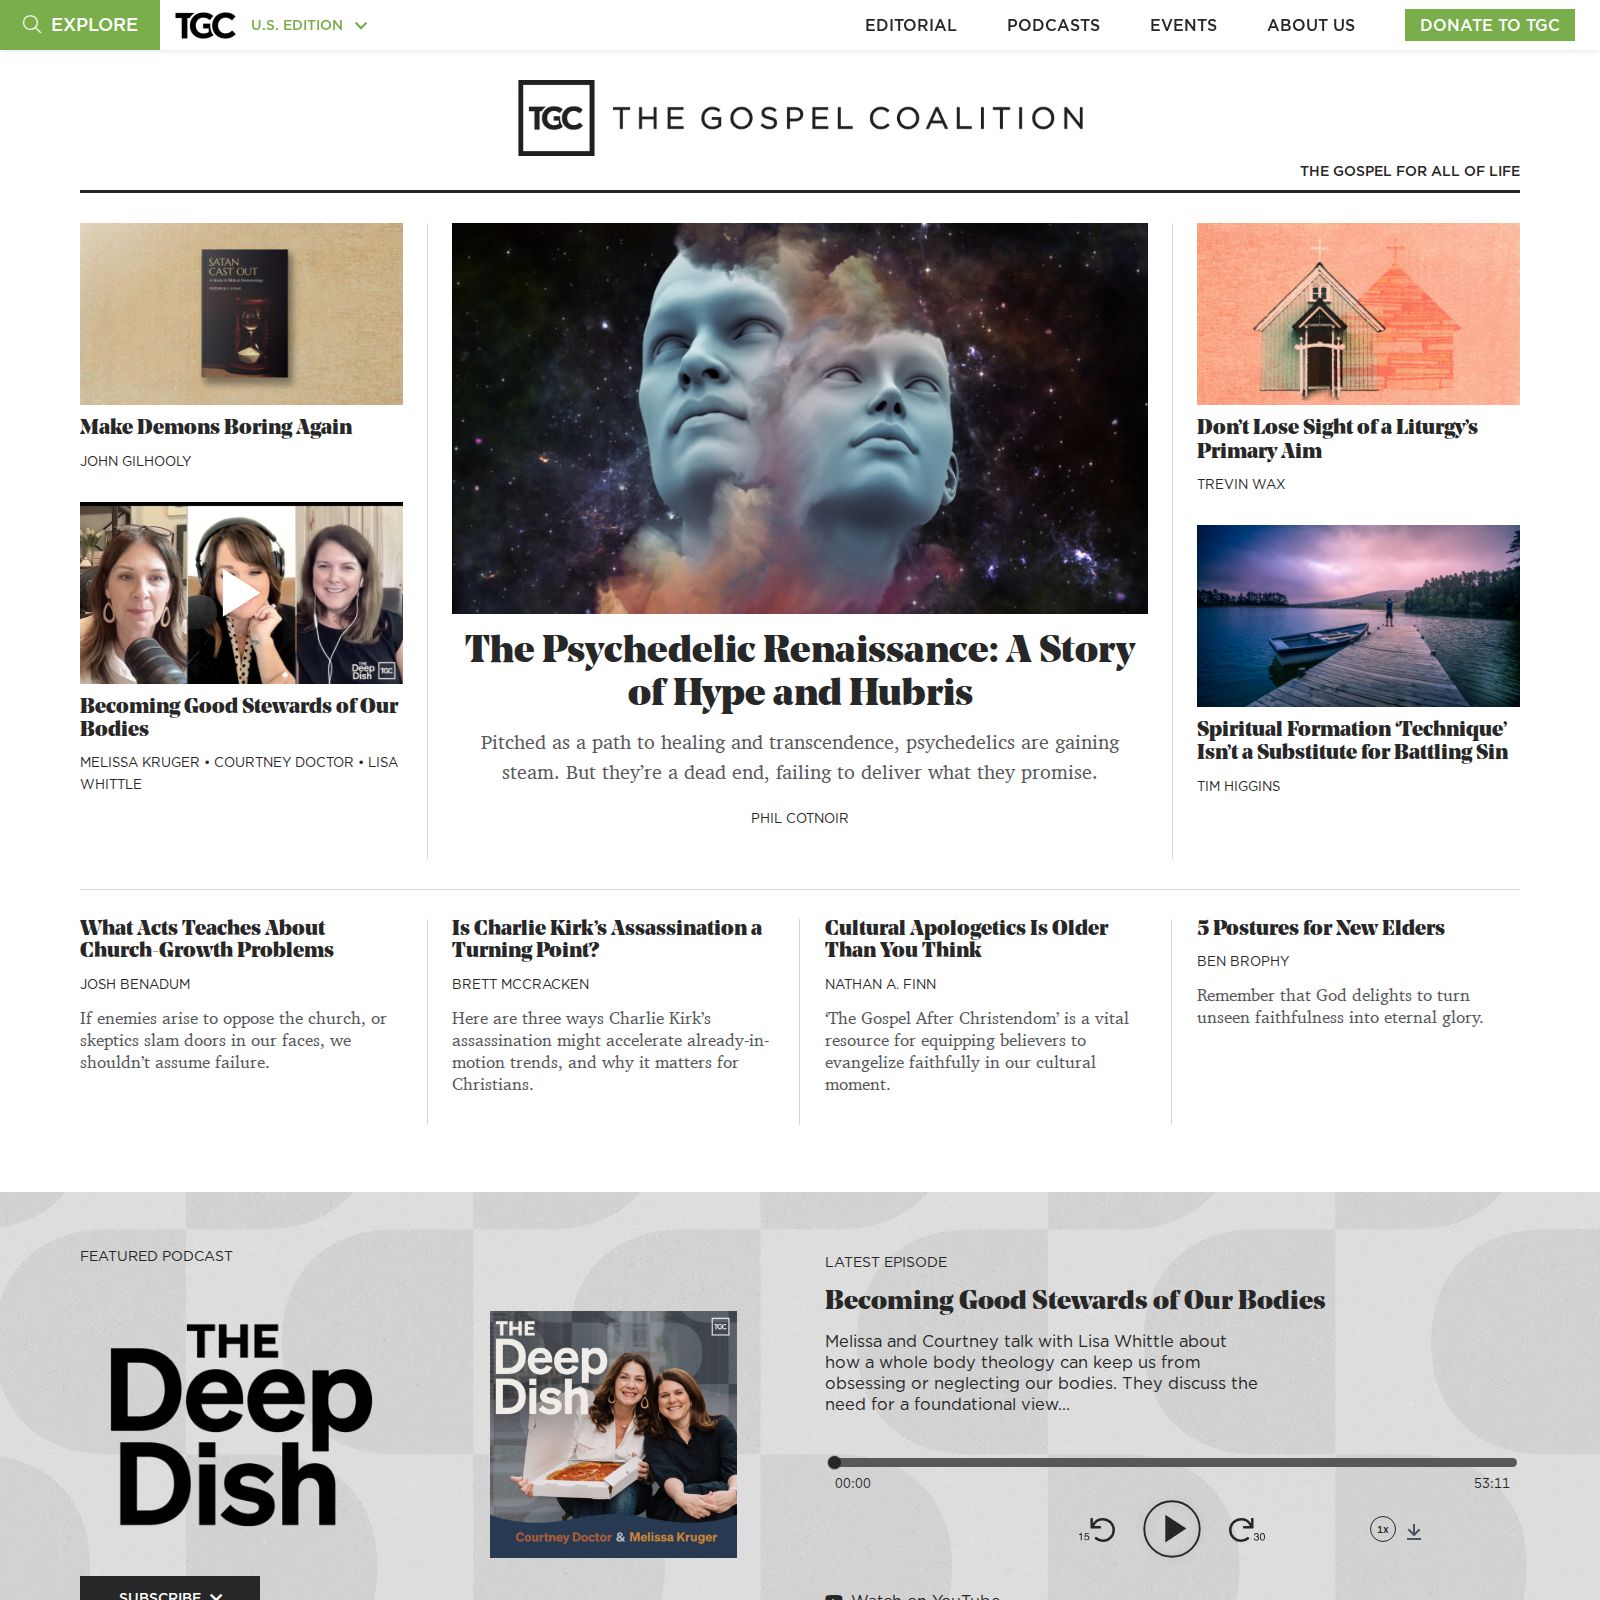 EXPLORE
TGC
U.S. EDITION
EDITORIAL
PODCASTS
EVENTS
ABOUT US
DONATE TO TGC
TGC THE GOSPEL COALITION
THE GOSPEL FOR ALL OF LIFE
SATAN
CAST OUT
A Study in Biblical Demonology
FREDERICK S. LEAHY
Make Demons Boring Again
JOHN GILHOOLY
THE
Deep
Dish
TGC
Becoming Good Stewards of Our
Bodies
MELISSA KRUGER • COURTNEY DOCTOR • LISA
WHITTLE
The Psychedelic Renaissance: A Story
of Hype and Hubris
Pitched as a path to healing and transcendence, psychedelics are gaining
steam. But they’re a dead end, failing to deliver what they promise.
PHIL COTNOIR
Don’t Lose Sight of a Liturgy’s
Primary Aim
TREVIN WAX
Spiritual Formation ‘Technique’
Isn’t a Substitute for Battling Sin
TIM HIGGINS
What Acts Teaches About
Church-Growth Problems
JOSH BENADUM
If enemies arise to oppose the church, or
skeptics slam doors in our faces, we
shouldn’t assume failure.
Is Charlie Kirk’s Assassination a
Turning Point?
BRETT MCCRACKEN
Here are three ways Charlie Kirk’s
assassination might accelerate already-in-
motion trends, and why it matters for
Christians.
Cultural Apologetics Is Older
Than You Think
NATHAN A. FINN
‘The Gospel After Christendom’ is a vital
resource for equipping believers to
evangelize faithfully in our cultural
moment.
5 Postures for New Elders
BEN BROPHY
Remember that God delights to turn
unseen faithfulness into eternal glory.
FEATURED PODCAST
THE
Deep
Dish
SUBSCRIBE
THE
Deep
Dish
TGC
Courtney Doctor & Melissa Kruger
LATEST EPISODE
Becoming Good Stewards of Our Bodies
Melissa and Courtney talk with Lisa Whittle about
how a whole body theology can keep us from
obsessing or neglecting our bodies. They discuss the
need for a foundational view...
00:00
53:11
15
30
1x
Watch on YouTube